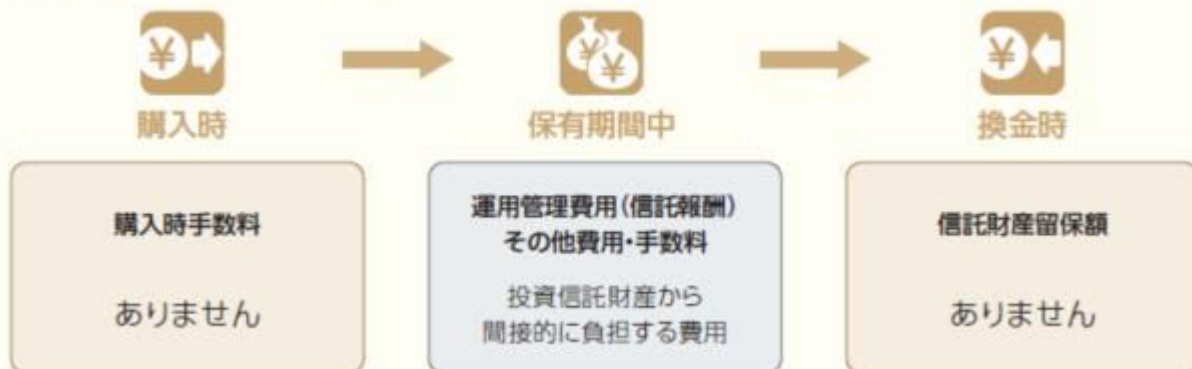 購入時
保有期間中
換金時
購入時手数料
ありません
運用管理費用(信託報酬)
その他費用・手数料
投資信託財産から
間接的に負担する費用
信託財産留保額
ありません